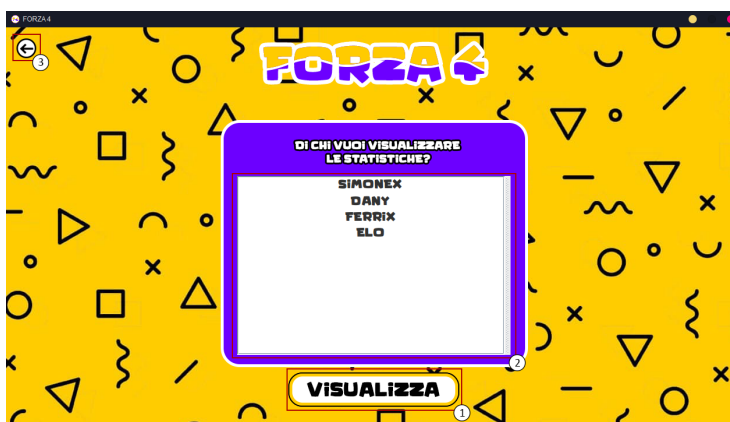 FORZA 4
3
FORZA 4
Di CHi VUOi ViSUALiZZARE
LE STATiSTiCHE?
SiMONEX
DANY
FERRiX
ELO
2
ViSUALiZZA
1